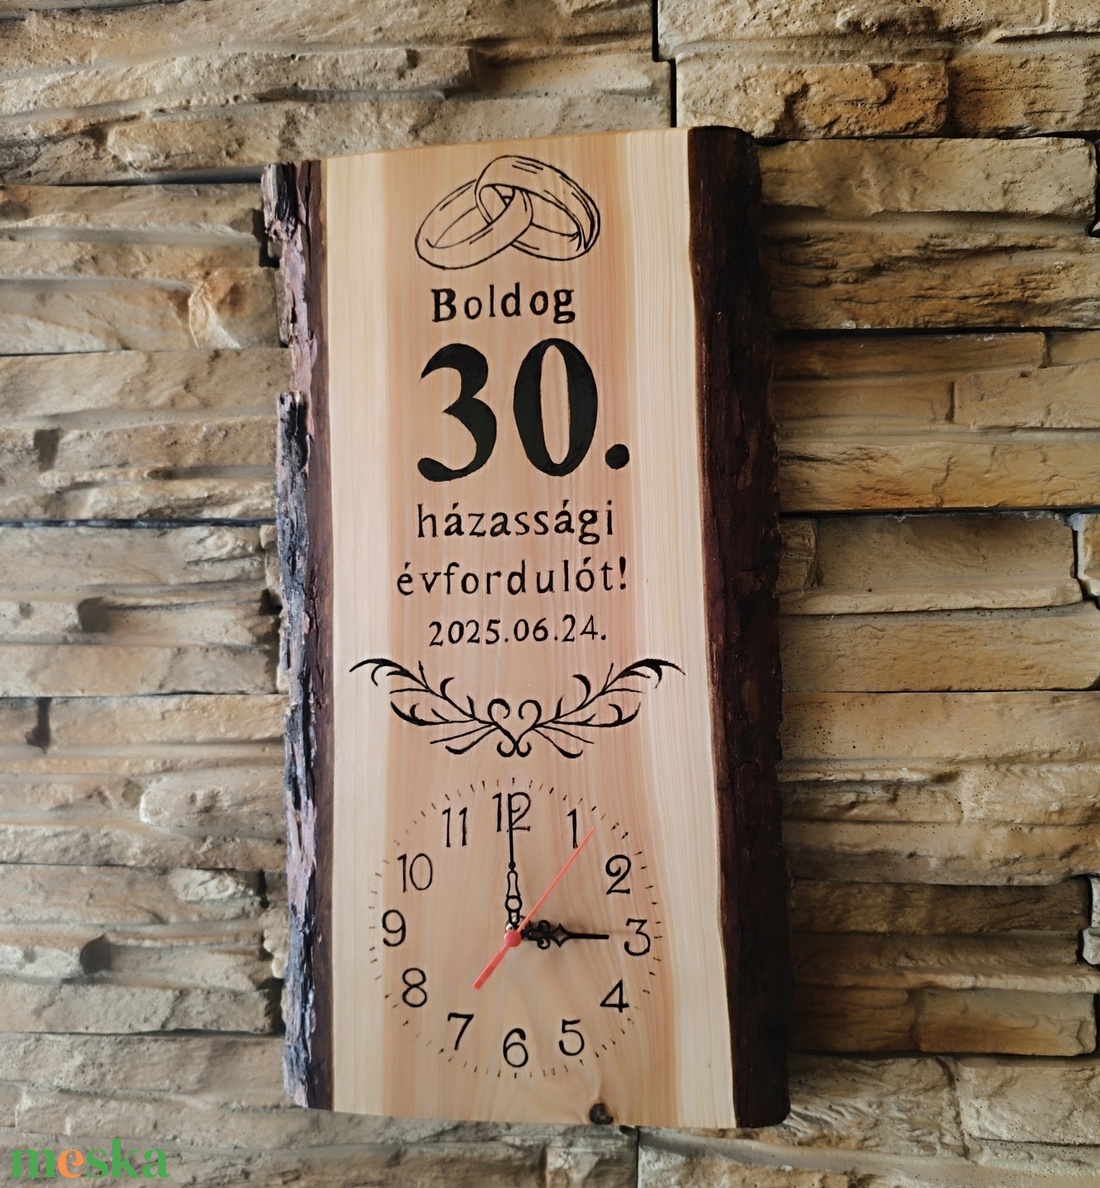 Boldog
30.
házassági
évfordulót!
2025.06.24.
12
11 1
10 2
9 3
8 4
7 5
6
meska